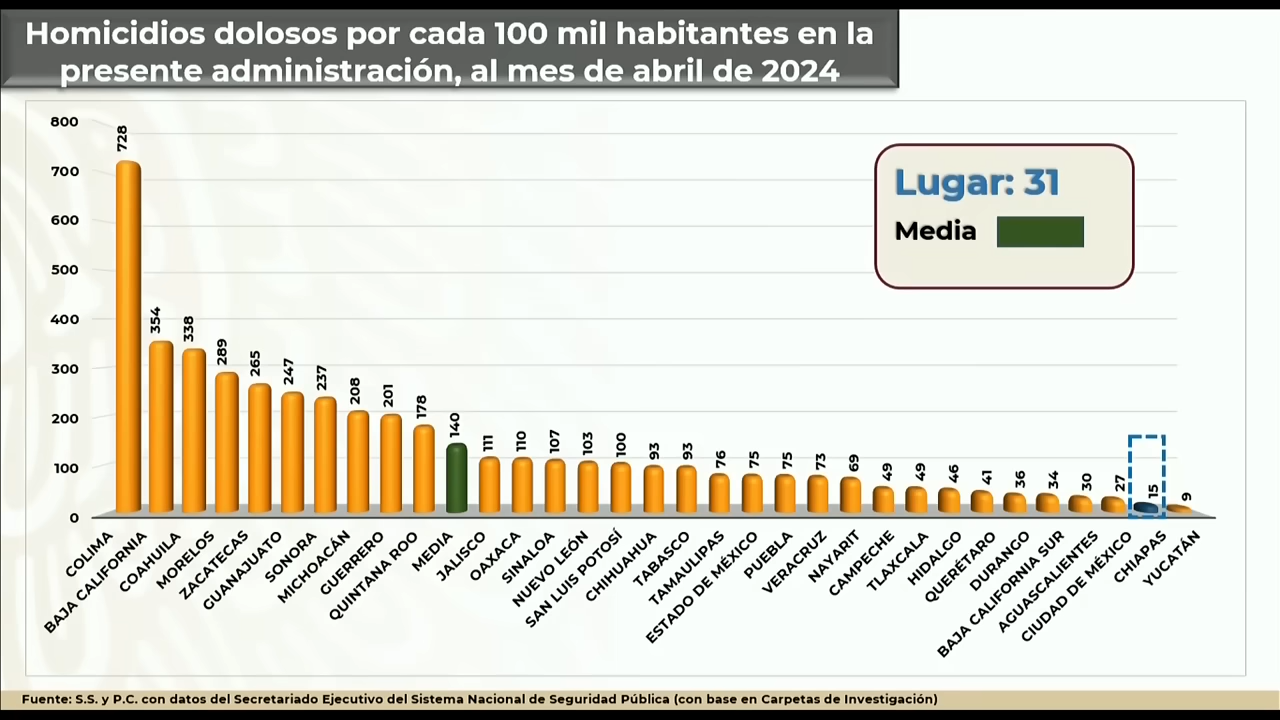 Homicidios dolosos por cada 100 mil habitantes en la
presente administración, al mes de abril de 2024
Lugar: 31
Media
800
700
600
500
400
300
200
100
0
728
354
338
289
265
247
237
208
201
178
140
111
110
107
103
100
93
93
76
75
75
73
69
49
49
46
41
36
34
30
27
15
9
COLIMA
BAJA CALIFORNIA
COAHUILA
MORELOS
ZACATECAS
GUANAJUATO
SONORA
MICHOACÁN
GUERRERO
QUINTANA ROO
MEDIA
JALISCO
OAXACA
SINALOA
NUEVO LEÓN
SAN LUIS POTOSÍ
CHIHUAHUA
TABASCO
TAMAULIPAS
ESTADO DE MÉXICO
PUEBLA
VERACRUZ
NAYARIT
CAMPECHE
TLAXCALA
HIDALGO
QUERÉTARO
DURANGO
BAJA CALIFORNIA SUR
AGUASCALIENTES
CIUDAD DE MÉXICO
CHIAPAS
YUCATÁN
Fuente: S.S. y P.C. con datos del Secretariado Ejecutivo del Sistema Nacional de Seguridad Pública (con base en Carpetas de Investigación)